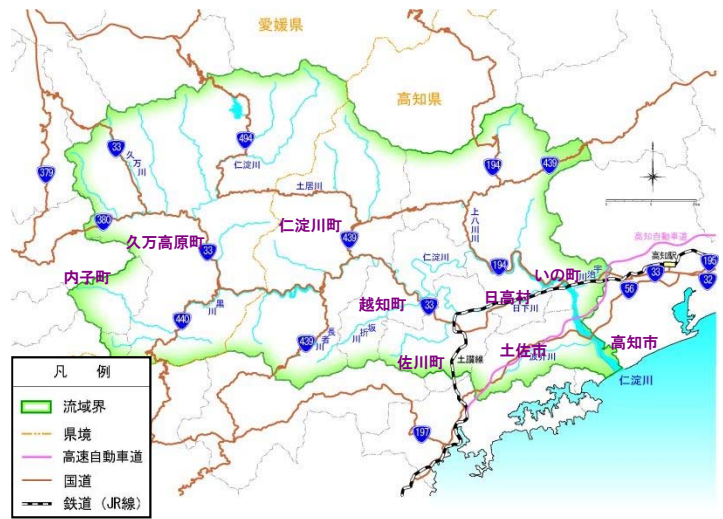 愛媛県
高知県
33
494
久万川
仁淀川
379
194
439
土居川
380
久万高原町
33
仁淀川町
439
上八川川
仁淀川
194
いの町
宇治川
高知自動車道
高知駅
195
33
32
56
内子町
440
黒川
越知町
33
日高村
日下川
439
長者川
坂折川
佐川町
土讃線
土佐市
波介川
高知市
仁淀川
197
凡 例
流域界
県境
高速自動車道
国道
鉄道（JR線）